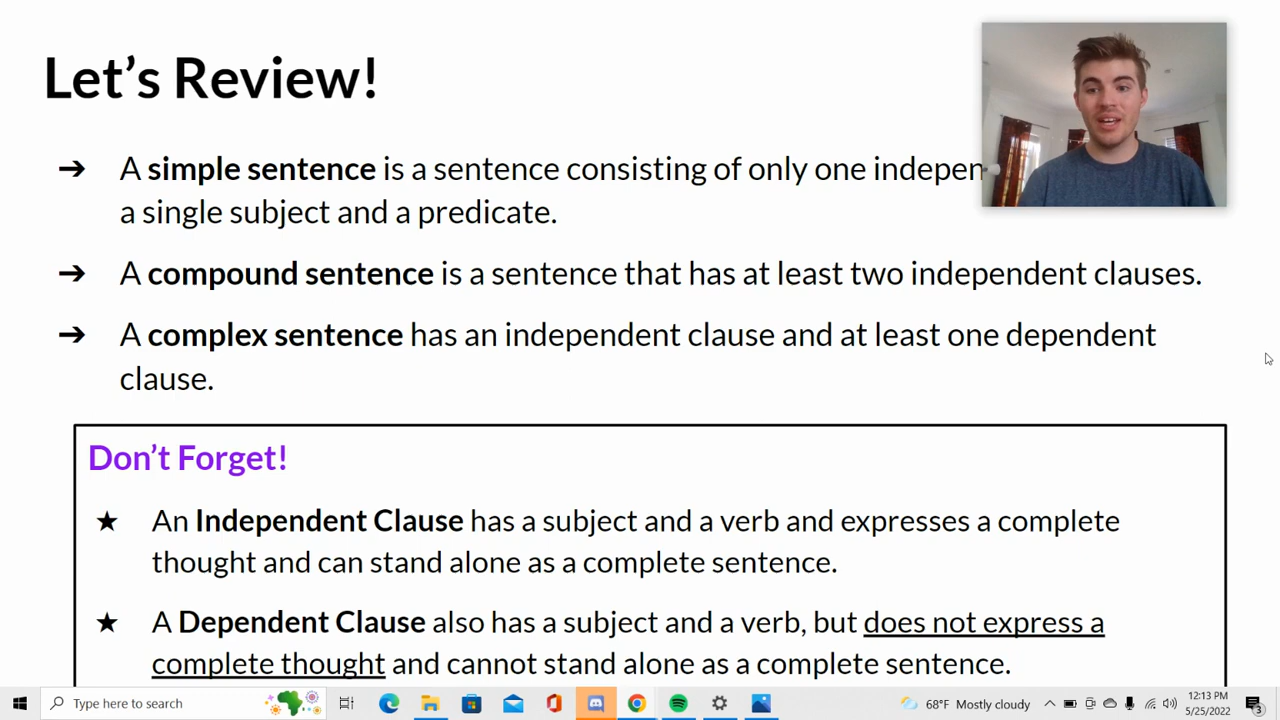 Let's Review!
➔ A simple sentence is a sentence consisting of only one indepen
a single subject and a predicate.
➔ A compound sentence is a sentence that has at least two independent clauses.
➔ A complex sentence has an independent clause and at least one dependent
clause.
Don't Forget!
★ An Independent Clause has a subject and a verb and expresses a complete
thought and can stand alone as a complete sentence.
★ A Dependent Clause also has a subject and a verb, but does not express a
complete thought and cannot stand alone as a complete sentence.
Type here to search
68°F Mostly cloudy
12:13 PM
5/25/2022
3